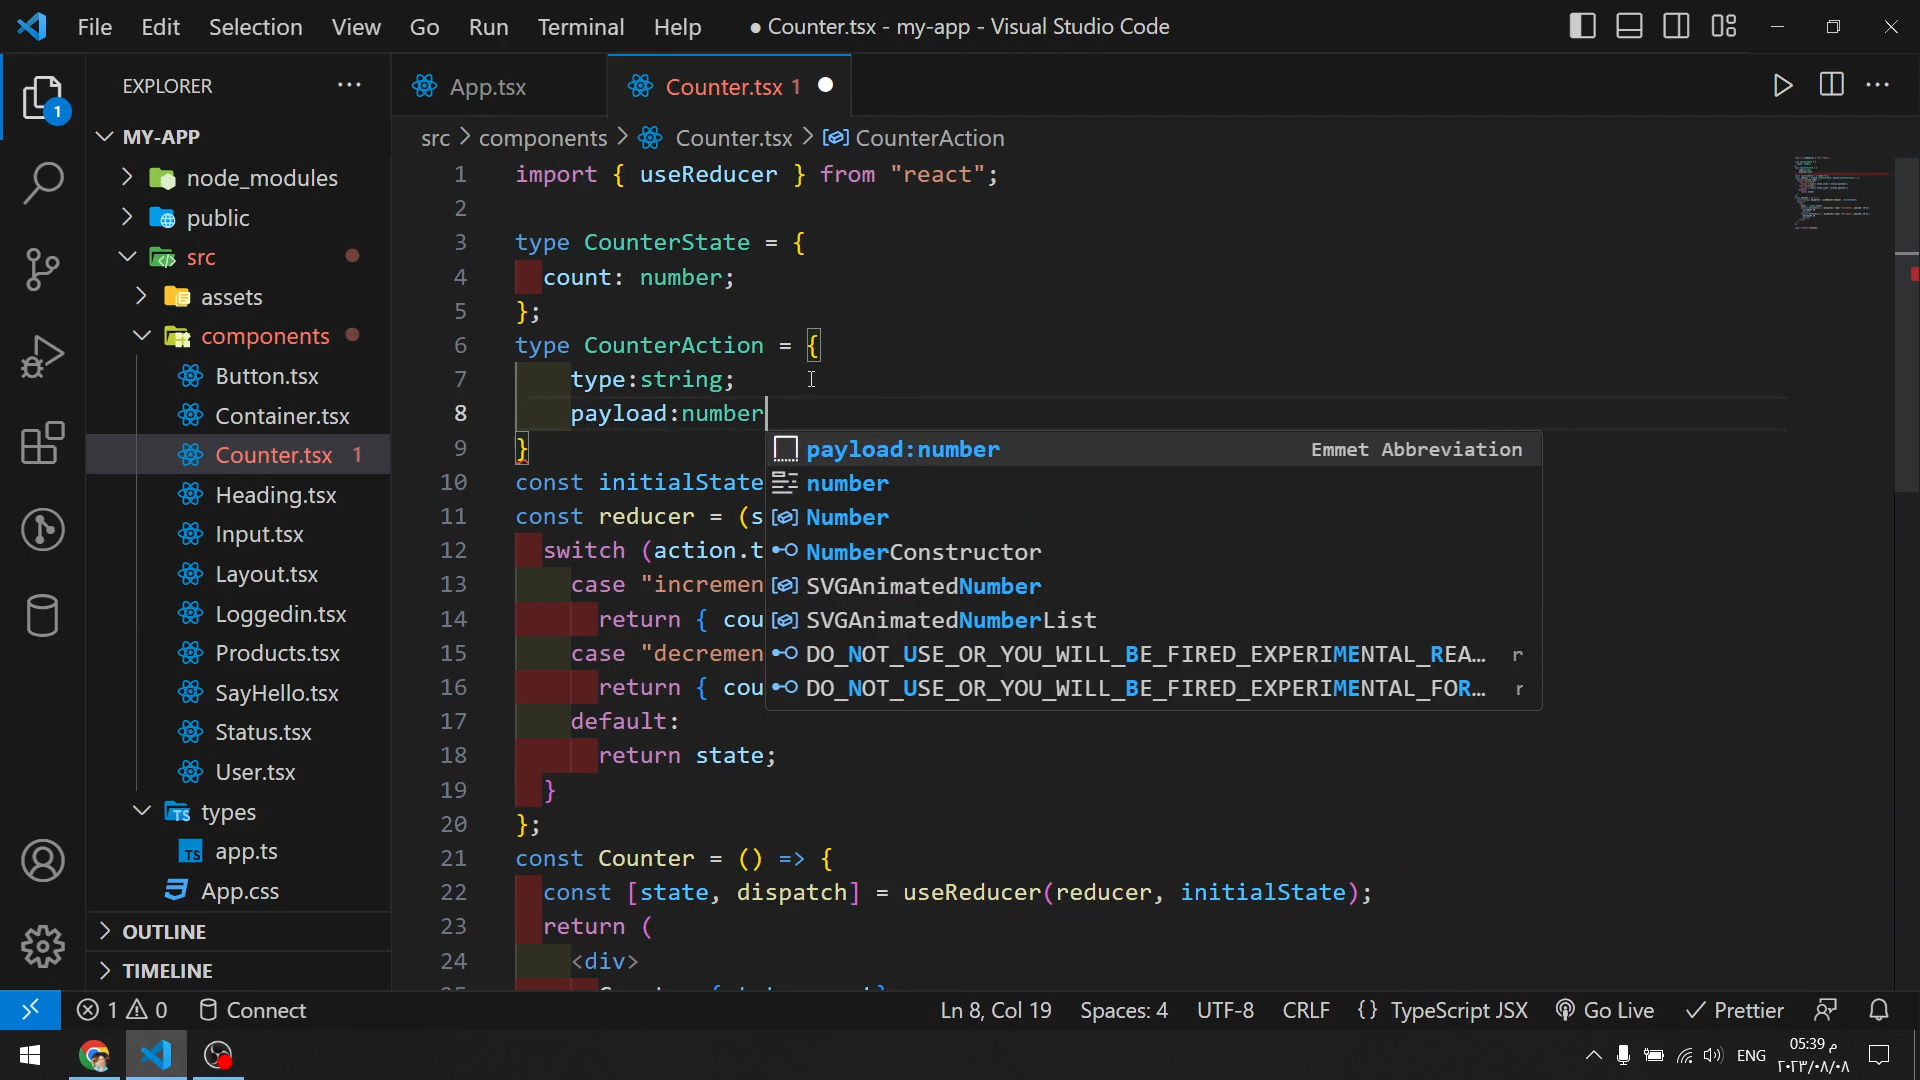 File Edit Selection View Go Run Terminal Help
● Counter.tsx - my-app - Visual Studio Code
EXPLORER
MY-APP
node_modules
public
src
assets
components
Button.tsx
Container.tsx
Counter.tsx 1
Heading.tsx
Input.tsx
Layout.tsx
Loggedin.tsx
Products.tsx
SayHello.tsx
Status.tsx
User.tsx
types
TS app.ts
App.css
OUTLINE
TIMELINE
1
App.tsx
Counter.tsx 1
src > components > Counter.tsx > CounterAction
1 import { useReducer } from "react";
2
3 type CounterState = {
4 count: number;
5 };
6 type CounterAction = {
7 type:string;
8 payload:number
9 }
10 const initialState
11 const reducer = (s
12 switch (action.t
13 case "incremen
14 return { cou
15 case "decremen
16 return { cou
17 default:
18 return state;
19 }
20 };
21 const Counter = () => {
22 const [state, dispatch] = useReducer(reducer, initialState);
23 return (
24 <div>
payload:number Emmet Abbreviation
number
Number
NumberConstructor
SVGAnimatedNumber
SVGAnimatedNumberList
DO_NOT_USE_OR_YOU_WILL_BE_FIRED_EXPERIMENTAL_REA… r
DO_NOT_USE_OR_YOU_WILL_BE_FIRED_EXPERIMENTAL_FOR… r
1 0 Connect
Ln 8, Col 19 Spaces: 4 UTF-8 CRLF {} TypeScript JSX Go Live Prettier
ENG
05:39 م
٢٠٢٣/٠٨/٠٨